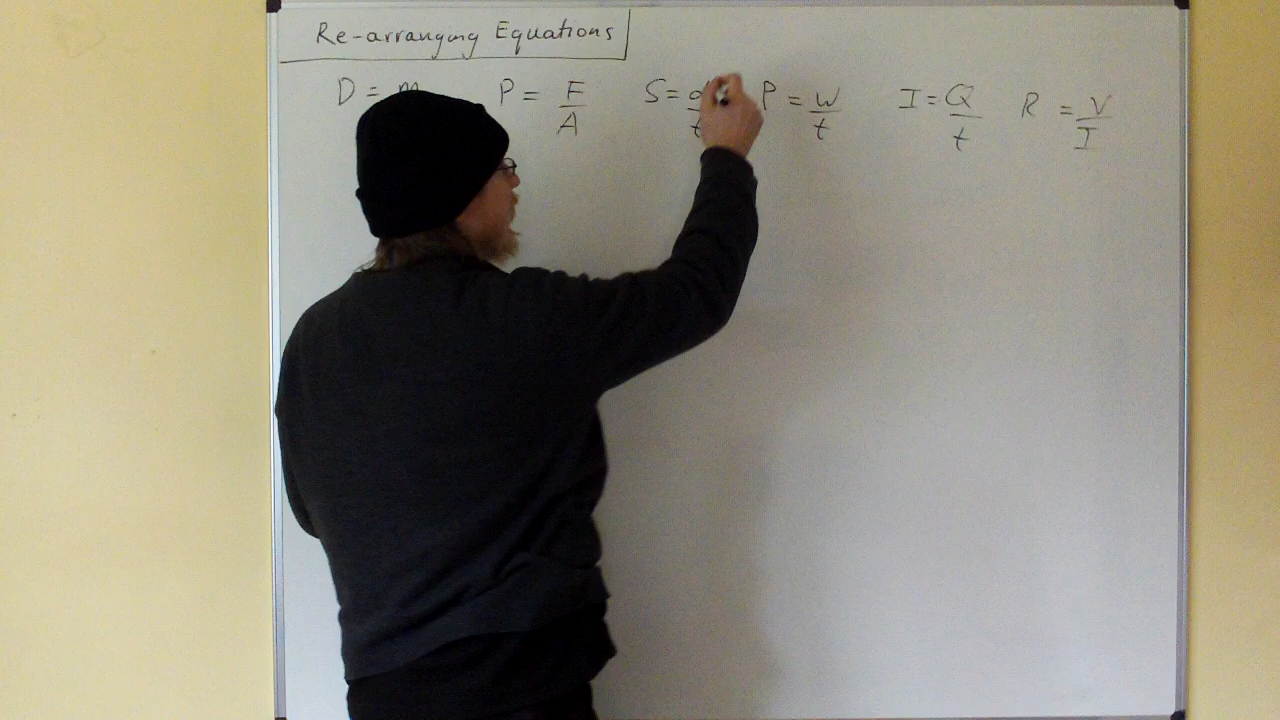 Re-arranging Equations
D = m P = F/A S = d/t P = W/t I = Q/t R = V/I